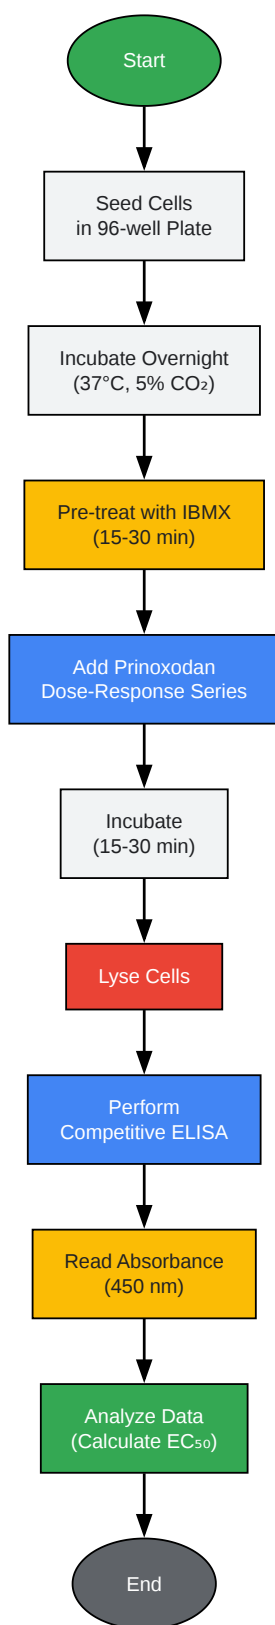 Start
Seed Cells
in 96-well Plate
Incubate Overnight
(37°C, 5% CO₂)
Pre-treat with IBMX
(15-30 min)
Add Prinoxodan
Dose-Response Series
Incubate
(15-30 min)
Lyse Cells
Perform
Competitive ELISA
Read Absorbance
(450 nm)
Analyze Data
(Calculate EC₅₀)
End